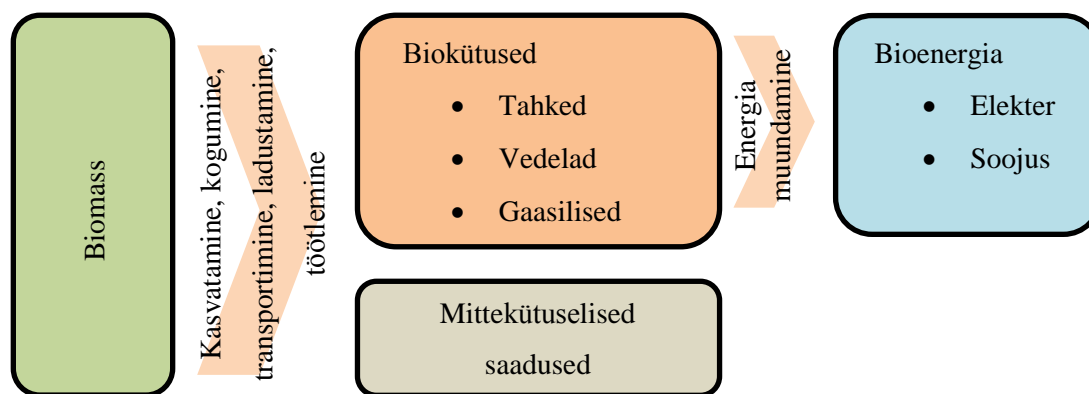 Biomass
Kasvatamine, kogumine,
transportimine, ladustamine,
töötlemine
Biokütused
• Tahked
• Vedelad
• Gaasilised
Mittekütuselised
saadused
Energia
muundamine
Bioenergia
• Elekter
• Soojus